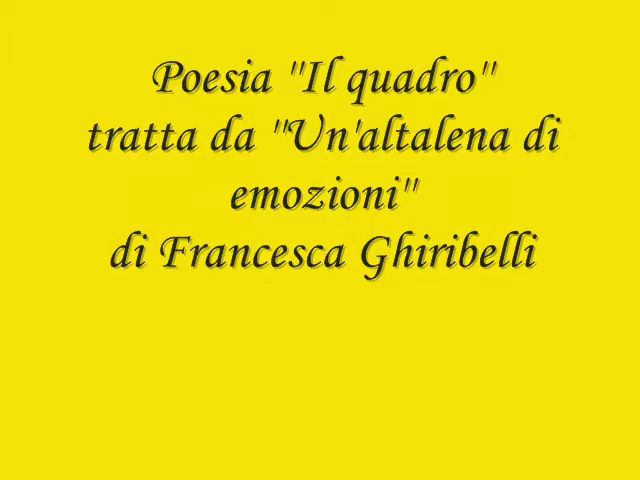 Poesia "Il quadro"
tratta da "Un'altalena di
emozioni"
di Francesca Ghiribelli